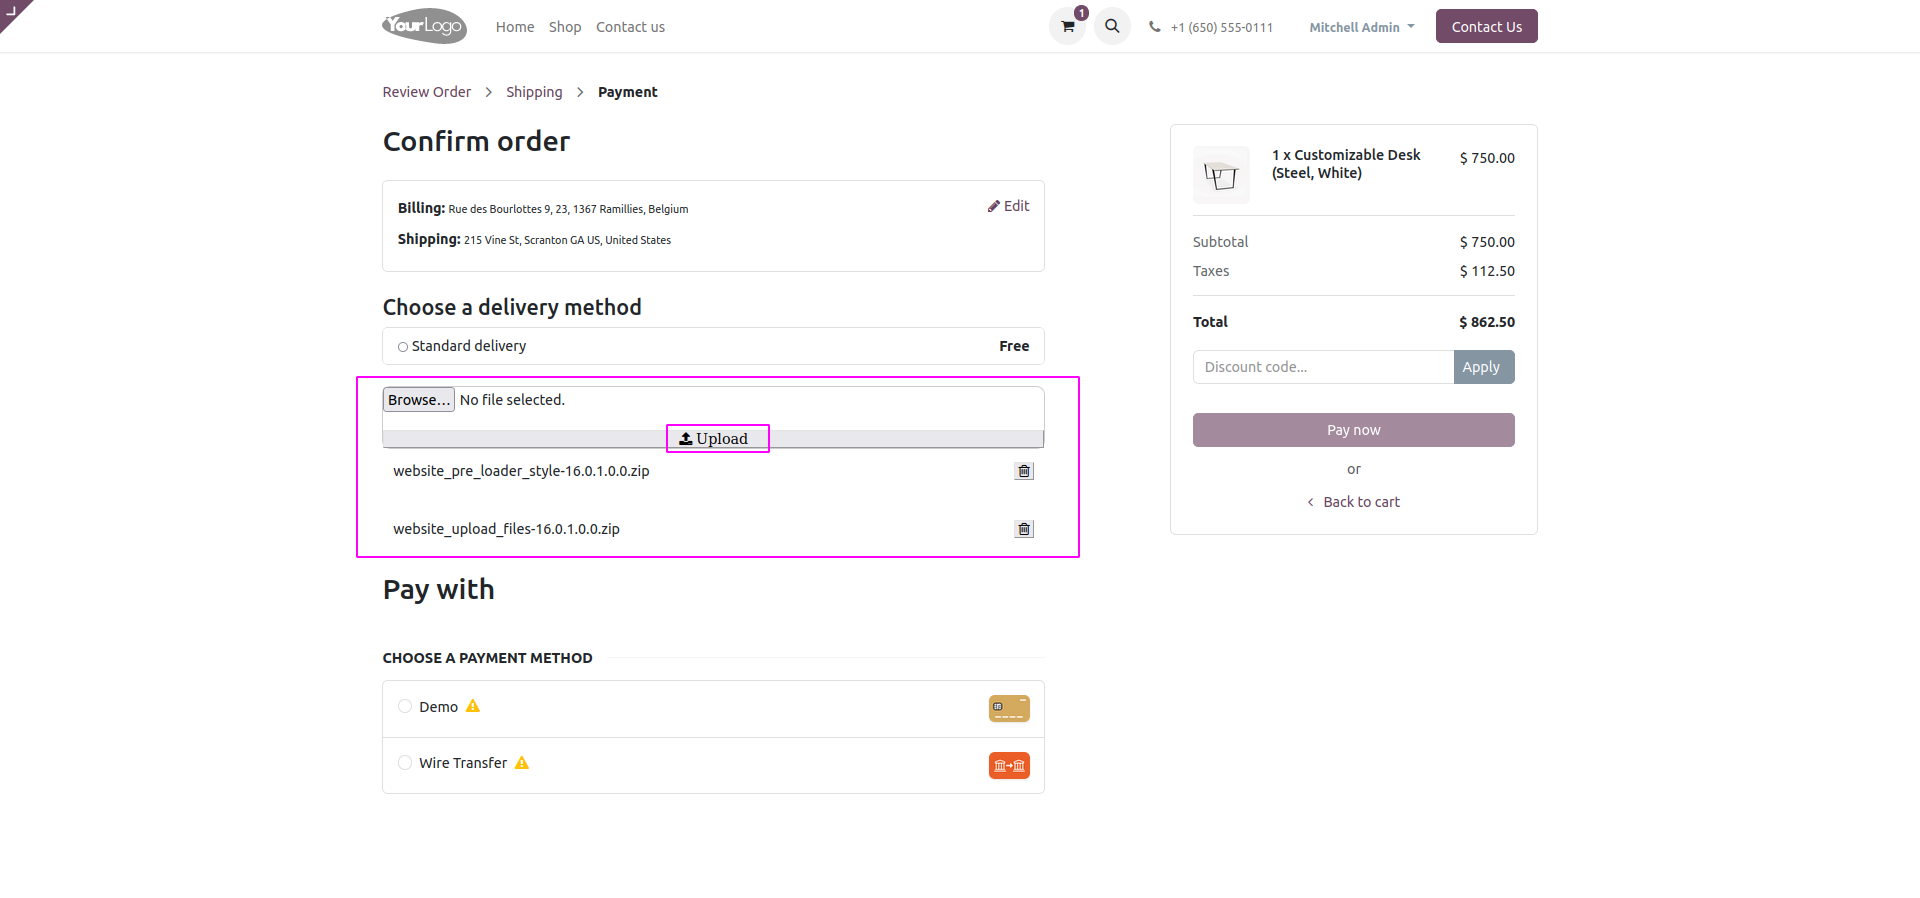 YourLogo
Home Shop Contact us
1
+1 (650) 555-0111
Mitchell Admin
Contact Us
Review Order > Shipping > Payment
Confirm order
Billing: Rue des Bourlottes 9, 23, 1367 Ramillies, Belgium
Edit
Shipping: 215 Vine St, Scranton GA US, United States
Choose a delivery method
Standard delivery Free
Browse... No file selected.
Upload
website_pre_loader_style-16.0.1.0.0.zip
website_upload_files-16.0.1.0.0.zip
Pay with
CHOOSE A PAYMENT METHOD
Demo
Wire Transfer
1 x Customizable Desk
(Steel, White)
$ 750.00
Subtotal $ 750.00
Taxes $ 112.50
Total $ 862.50
Discount code... Apply
Pay now
or
Back to cart